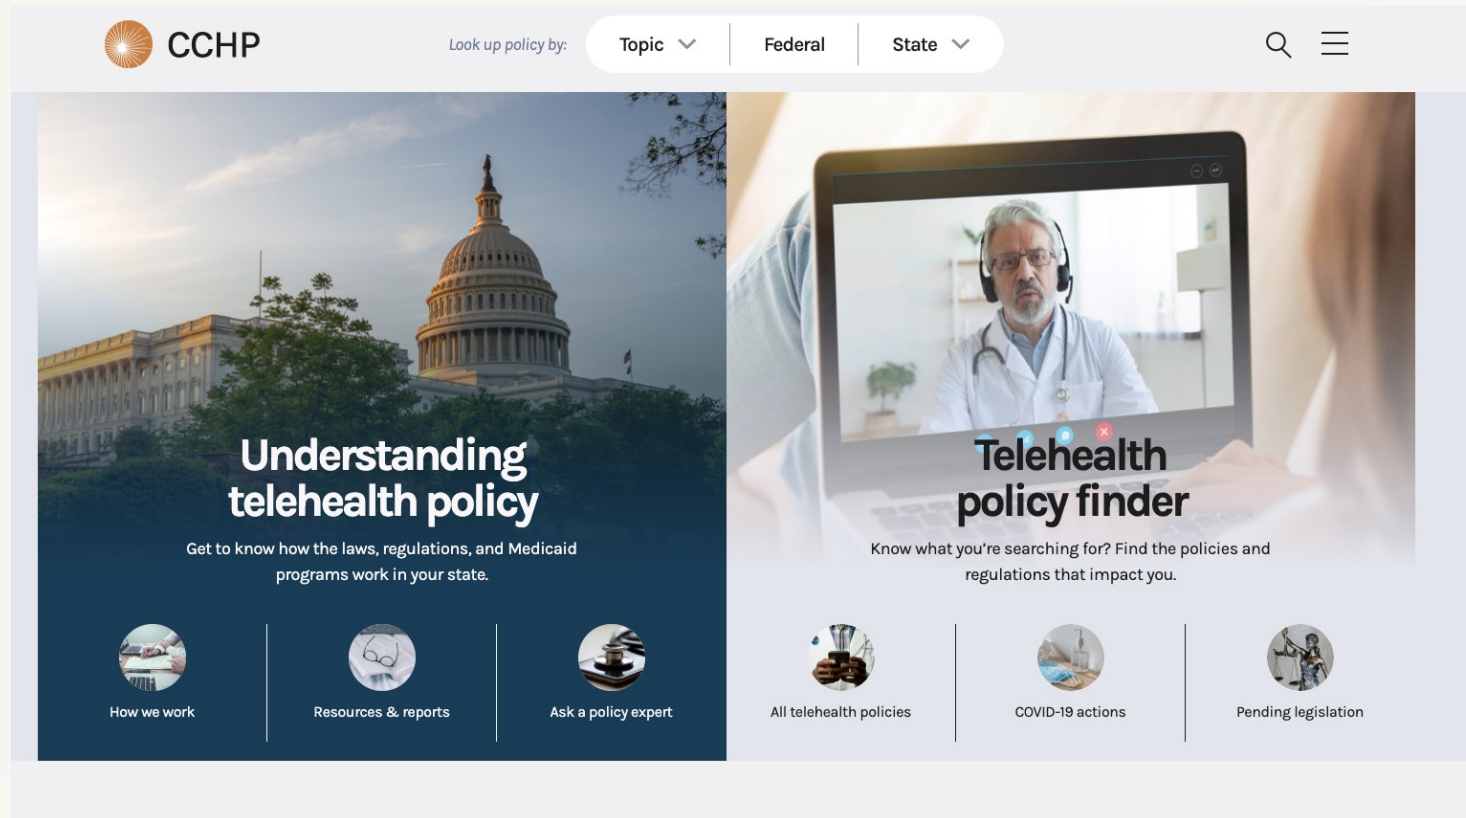 CCHP
Look up policy by:
Topic
Federal
State
Understanding
telehealth policy
Get to know how the laws, regulations, and Medicaid
programs work in your state.
How we work
Resources & reports
Ask a policy expert
Telehealth
policy finder
Know what you’re searching for? Find the policies and
regulations that impact you.
All telehealth policies
COVID-19 actions
Pending legislation